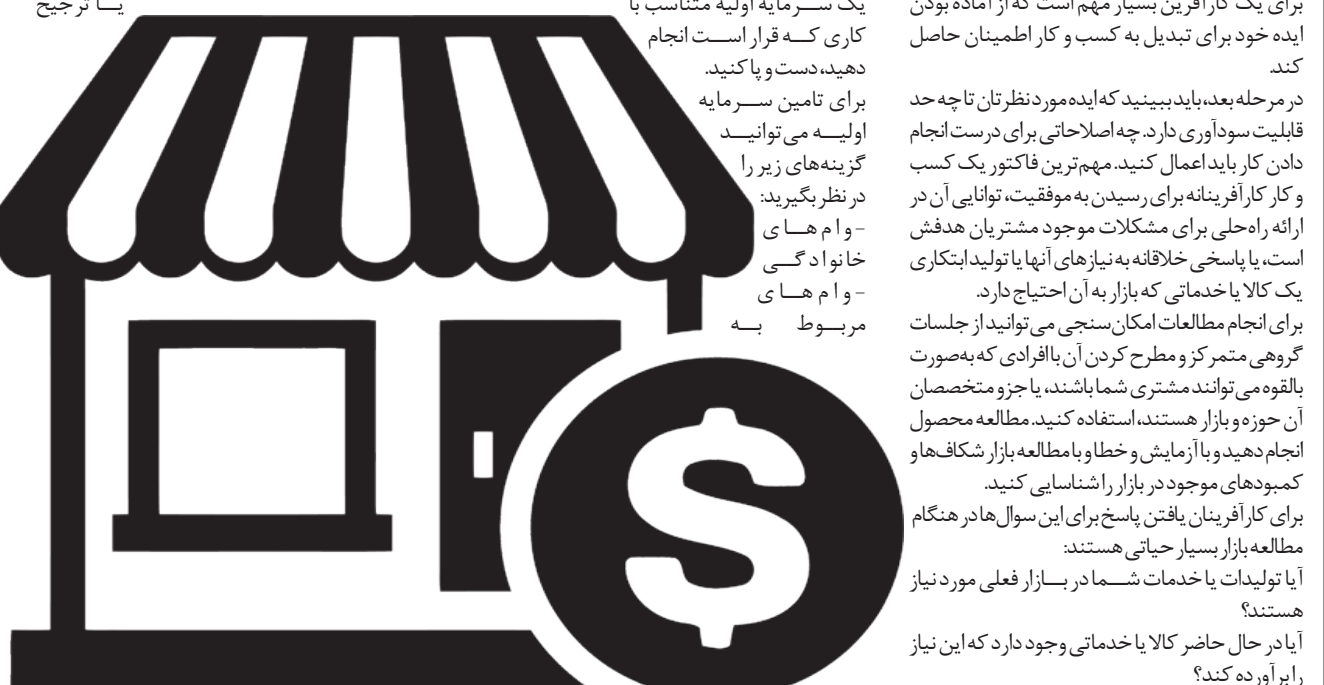 برای یک کارآفرین بسیار مهم است که از آماده بودن
ایده خود برای تبدیل به کسب و کار اطمینان حاصل
کند.
در مرحله بعد، باید ببینید که ایده مورد نظرتان تا چه حد
قابلیت سودآوری دارد. چه اصلاحاتی برای درست انجام
دادن کار باید اعمال کنید. مهم‌ترین فاکتور یک کسب
و کار کارآفرینانه برای رسیدن به موفقیت، توانایی آن در
ارائه راه‌حلی برای مشکلات موجود مشتریان هدفش
است، یا پاسخی خلاقانه به نیازهای آنها یا تولید ابتکاری
یک کالا یا خدماتی که بازار به آن احتیاج دارد.
برای انجام مطالعات امکان‌سنجی می‌توانید از جلسات
گروهی متمرکز و مطرح کردن آن با افرادی که به‌صورت
بالقوه می‌توانند مشتری شما باشند، یا جزو متخصصان
آن حوزه و بازار هستند، استفاده کنید. مطالعه محصول
انجام دهید و با آزمایش و خطا و با مطالعه بازار شکاف‌ها و
کمبودهای موجود در بازار را شناسایی کنید.
برای کارآفرینان یافتن پاسخ برای این سوال‌ها در هنگام
مطالعه بازار بسیار حیاتی هستند:
آیا تولیدات یا خدمات شما در بازار فعلی مورد نیاز
هستند؟
آیا در حال حاضر کالا یا خدماتی وجود دارد که این نیاز
را برآورده کند؟
یک سرمایه اولیه متناسب با
کاری که قرار است انجام
دهید، دست و پا کنید.
برای تامین سرمایه
اولیه می‌توانید
گزینه‌های زیر را
در نظر بگیرید:
- وام‌های
خانوادگی
- وام‌های
مربوط به
یا ترجیح
$